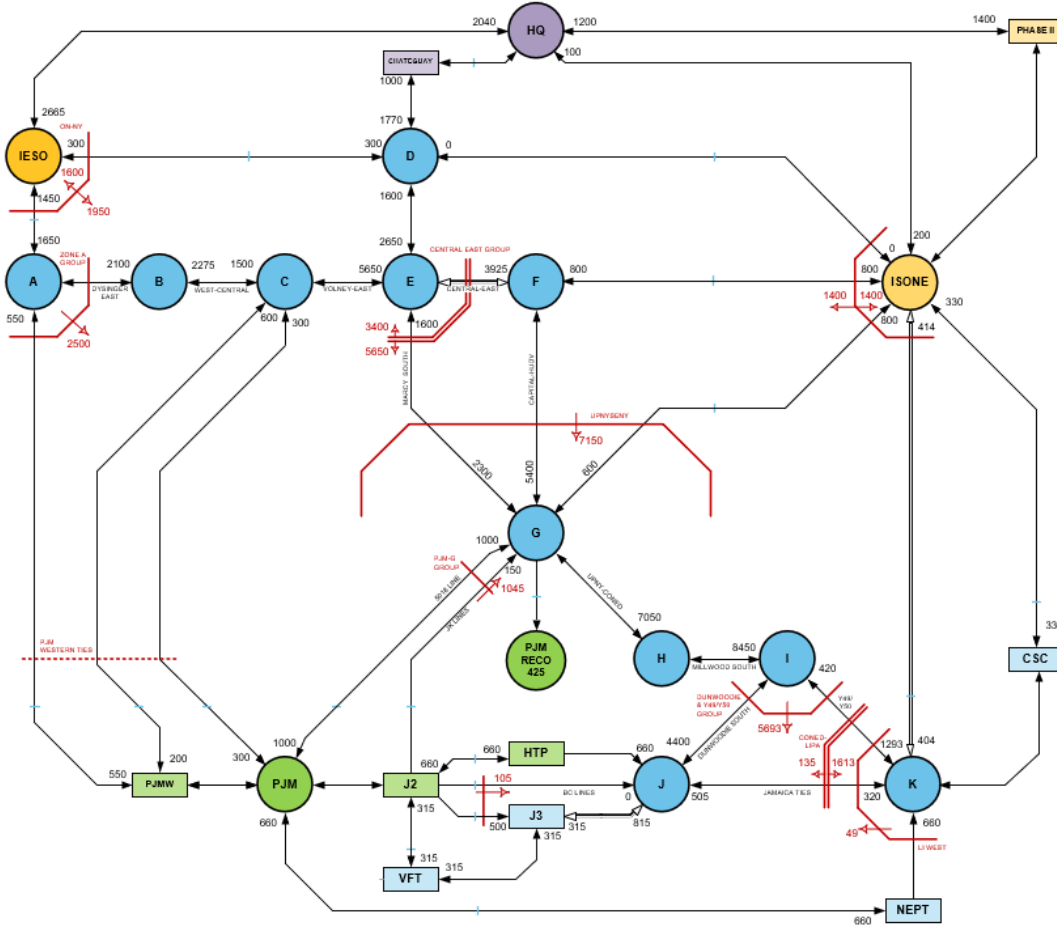 2040
HQ
1200
1400
PHASE II
100
CHATEGUAY
1000
2665
ON-NY
1770
IESO
300
300
D
0
1600
1450
1950
1600
1650
2650
200
0
ZONE A
GROUP
CENTRAL EAST GROUP
A
2100
B
2275
1500
C
5650
E
3925
F
800
800
ISONE
DYSINGER
EAST
WEST-CENTRAL
VOLNEY-EAST
CENTRAL-EAST
550
600
300
1600
1400
1400
330
2500
3400
5650
800
414
MARCY SOUTH
CAPITAL-HUDV
UPNYSENY
7150
2300
5400
600
G
1000
150
PJM-G
GROUP
1045
5018 LINE
JK LINES
UPNY-CONED
PJM
WESTERN TIES
7050
PJM
RECO
425
H
8450
MILLWOOD SOUTH
I
420
33
CSC
DUNWOODIE
& Y49/Y50
GROUP
DUNWOODIE SOUTH
5693
Y49/
Y50
CONED-
LIPA
1293
404
4400
1000
300
200
550
PJMW
PJM
300
J2
660
660
HTP
660
105
BC LINES
0
J
505
JAMAICA TIES
135
1613
320
K
660
660
315
500
J3
315
815
315
49
LI WEST
315
VFT
315
660
NEPT